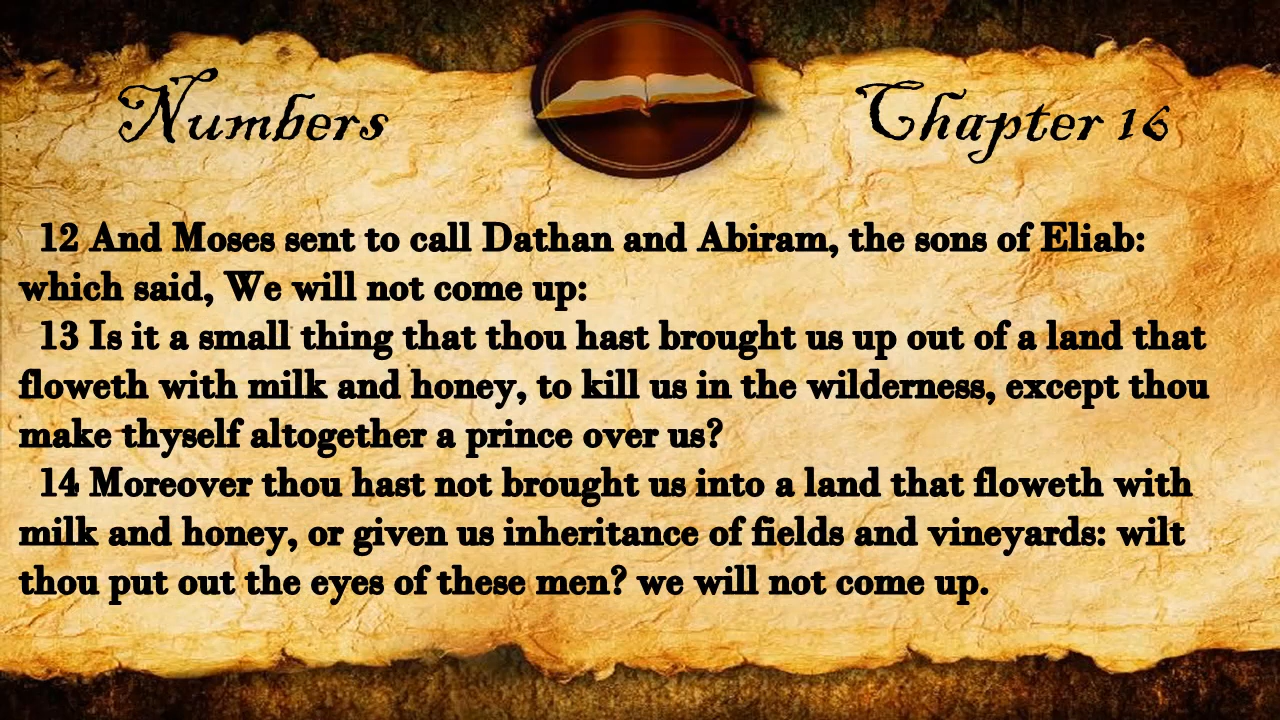 Numbers
Chapter 16
12 And Moses sent to call Dathan and Abiram, the sons of Eliab:
which said, We will not come up:
13 Is it a small thing that thou hast brought us up out of a land that
floweth with milk and honey, to kill us in the wilderness, except thou
make thyself altogether a prince over us?
14 Moreover thou hast not brought us into a land that floweth with
milk and honey, or given us inheritance of fields and vineyards: wilt
thou put out the eyes of these men? we will not come up.